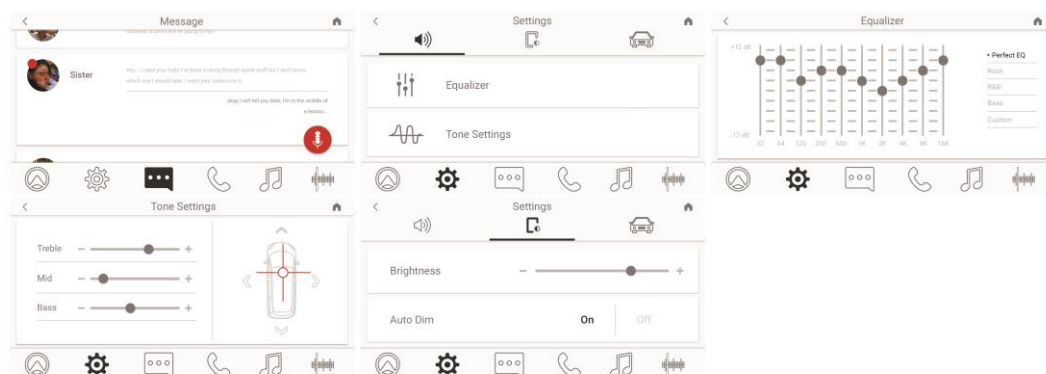 Message
Sister
Hey... I need your help! I've been looking through some stuff but I don't know
which one I should take. I want your opinion on it.
okay I will tell you later, I'm in the middle of
a lesson...
Settings
Equalizer
Tone Settings
Equalizer
+12 dB
-12 dB
32 64 125 250 500 1K 2K 4K 8K 16K
• Perfect EQ
Rock
R&B
Bass
Custom
Tone Settings
Treble - +
Mid - +
Bass - +
Settings
Brightness - +
Auto Dim On Off